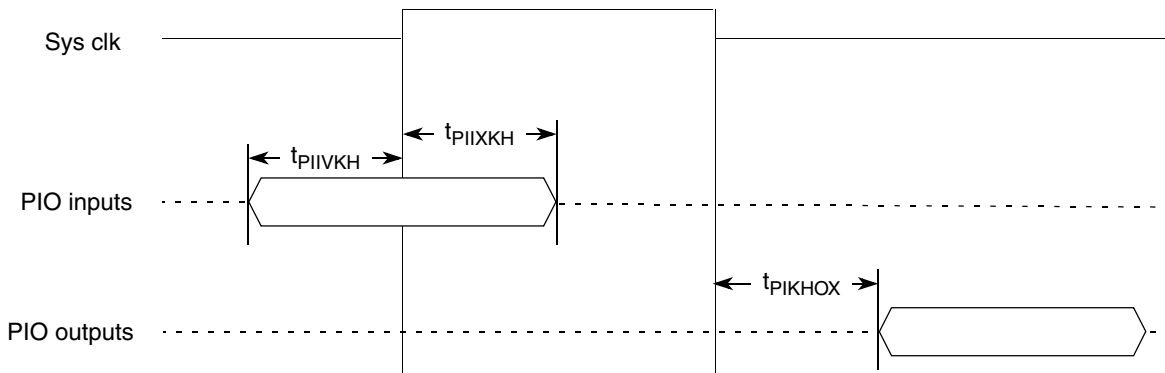 Sys clk
tPIIXKH
tPIIVKH
PIO inputs
tPIKHOX
PIO outputs